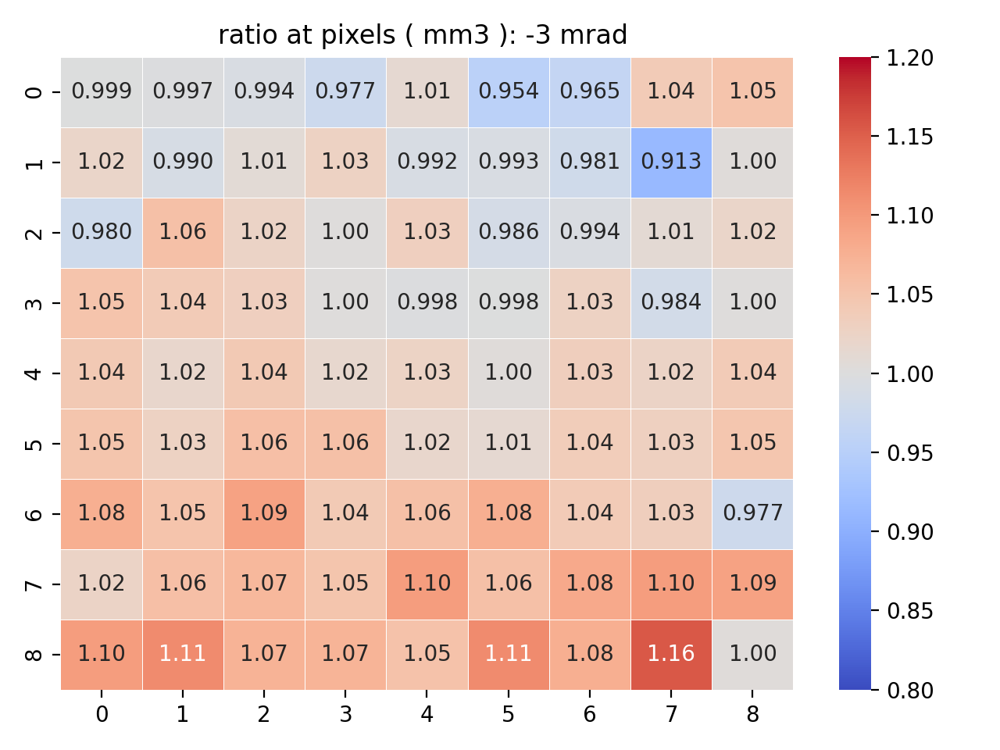 ratio at pixels ( mm3 ): -3 mrad
0 0.999 0.997 0.994 0.977 1.01 0.954 0.965 1.04 1.05
1 1.02 0.990 1.01 1.03 0.992 0.993 0.981 0.913 1.00
2 0.980 1.06 1.02 1.00 1.03 0.986 0.994 1.01 1.02
3 1.05 1.04 1.03 1.00 0.998 0.998 1.03 0.984 1.00
4 1.04 1.02 1.04 1.02 1.03 1.00 1.03 1.02 1.04
5 1.05 1.03 1.06 1.06 1.02 1.01 1.04 1.03 1.05
6 1.08 1.05 1.09 1.04 1.06 1.08 1.04 1.03 0.977
7 1.02 1.06 1.07 1.05 1.10 1.06 1.08 1.10 1.09
8 1.10 1.11 1.07 1.07 1.05 1.11 1.08 1.16 1.00
0 1 2 3 4 5 6 7 8
1.20
1.15
1.10
1.05
1.00
0.95
0.90
0.85
0.80